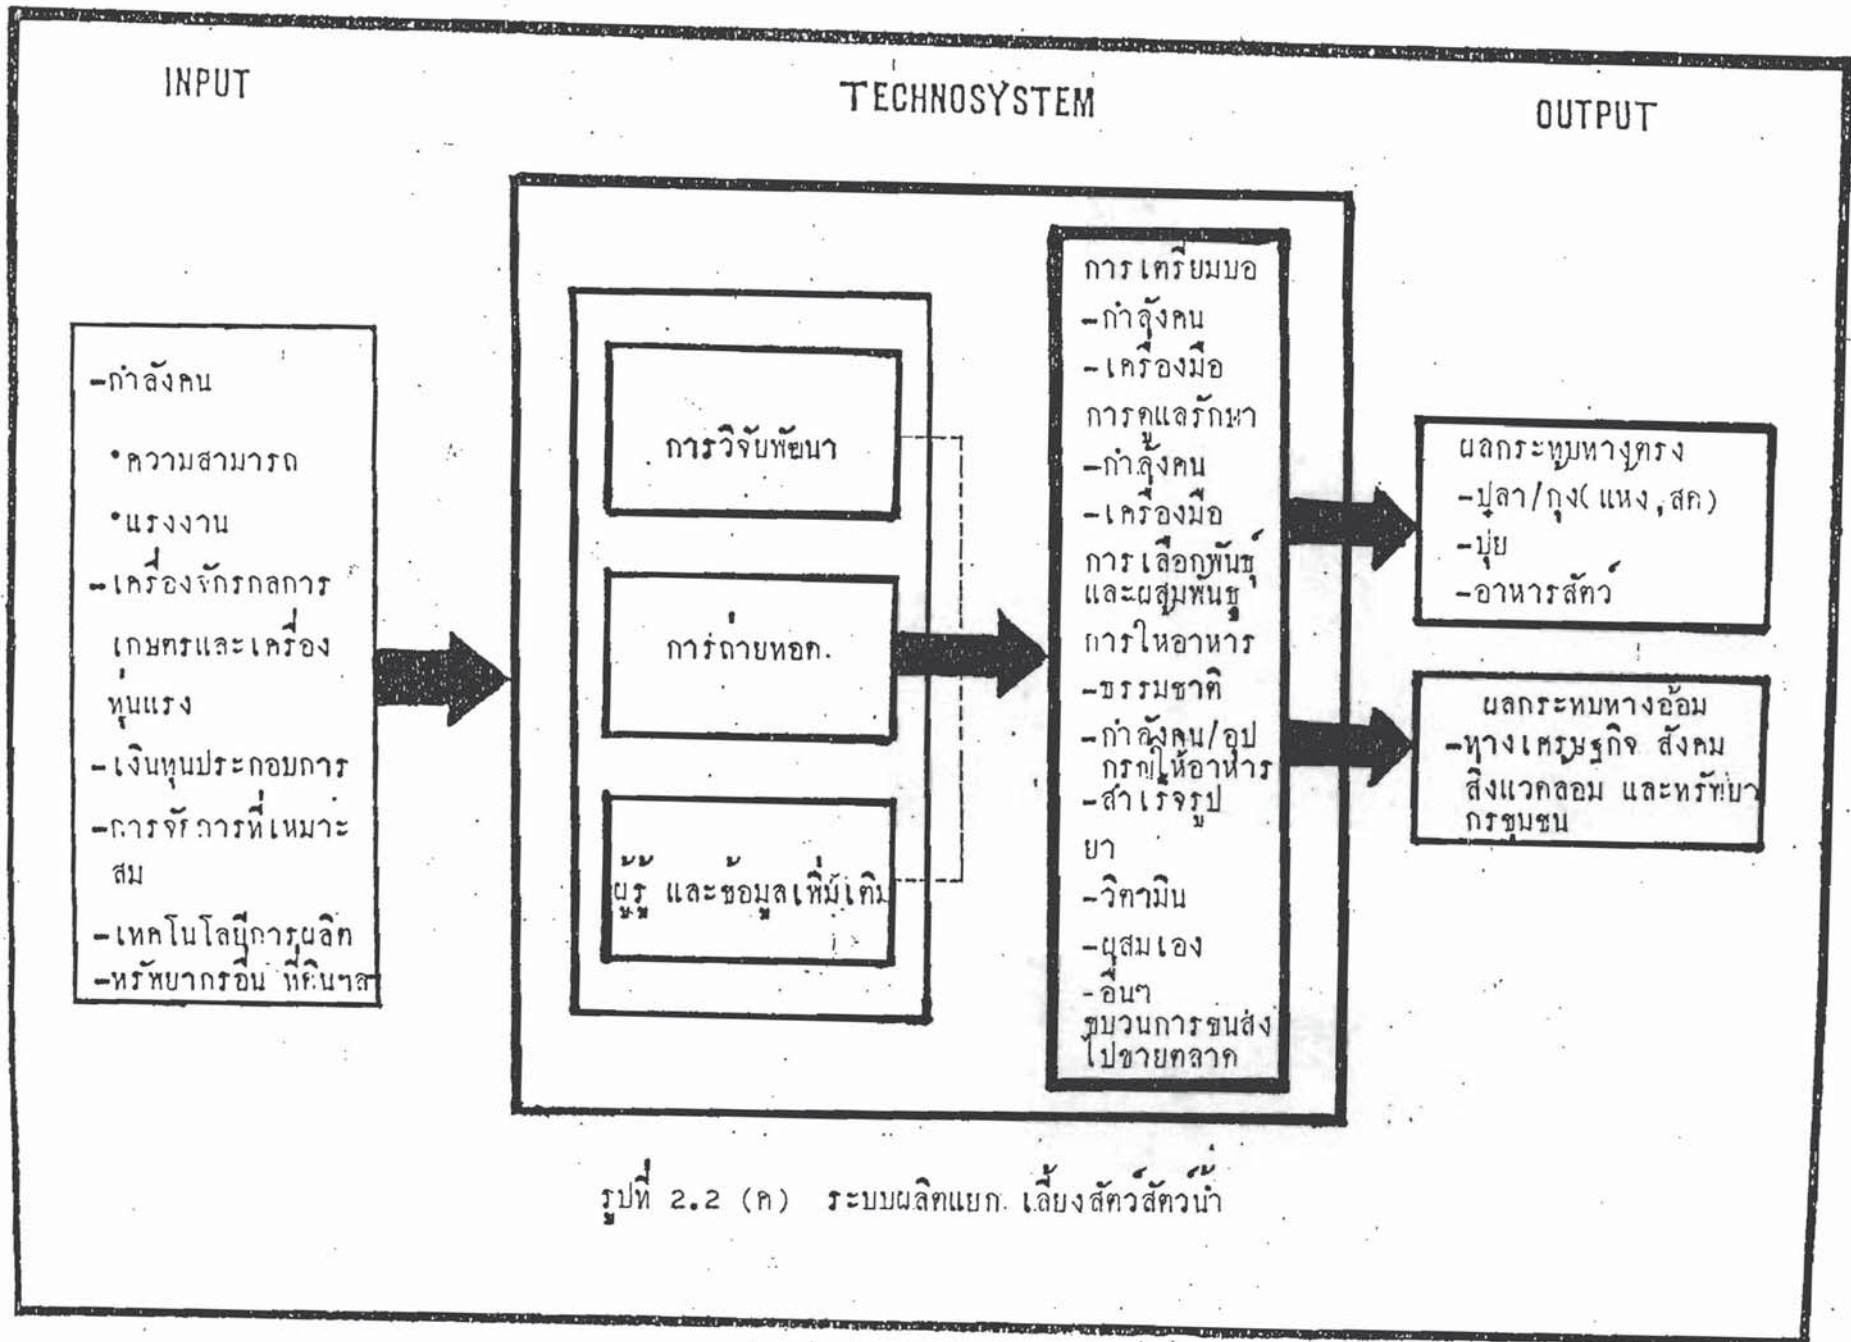 INPUT
TECHNOSYSTEM
OUTPUT
-กำลังคน
•ความสามารถ
•แรงงาน
-เครื่องจักรกลการ
เกษตรและเครื่อง
ทุ่นแรง
-เงินทุนประกอบการ
-การจัดการที่เหมาะ
สม
-เทคโนโลยีการผลิต
-ทรัพยากรอื่น ที่ดินฯลฯ
การวิจัยพัฒนา
การถ่ายทอด.
ผู้รู้ และข้อมูลเพิ่มเติม
การเตรียมบอ
-กำลังคน
-เครื่องมือ
การดูแลรักษา
-กำลังคน
-เครื่องมือ
การเลือกพันธุ์
และผสมพันธุ
การใหอาหาร
-ธรรมชาติ
-กำลังคน/อุป
กรณให้อาหาร
-สำเร็จรูป
ยา
-วิตามิน
-ผสมเอง
-อื่นๆ
ขบวนการขนส่ง
ไปขายตลาด
ผลกระทบทางตรง
-ปลา/กุง(แหง,สด)
-ปุย
-อาหารสัตว์
ผลกระทบทางออม
-ทางเศรษฐกิจ สังคม
สิ่งแวดลอม และทรัพยา
กรชุมชน
รูปที่ 2.2 (ค) ระบบผลิตแยก เลี้ยงสัตว์สัตว์น้ำ